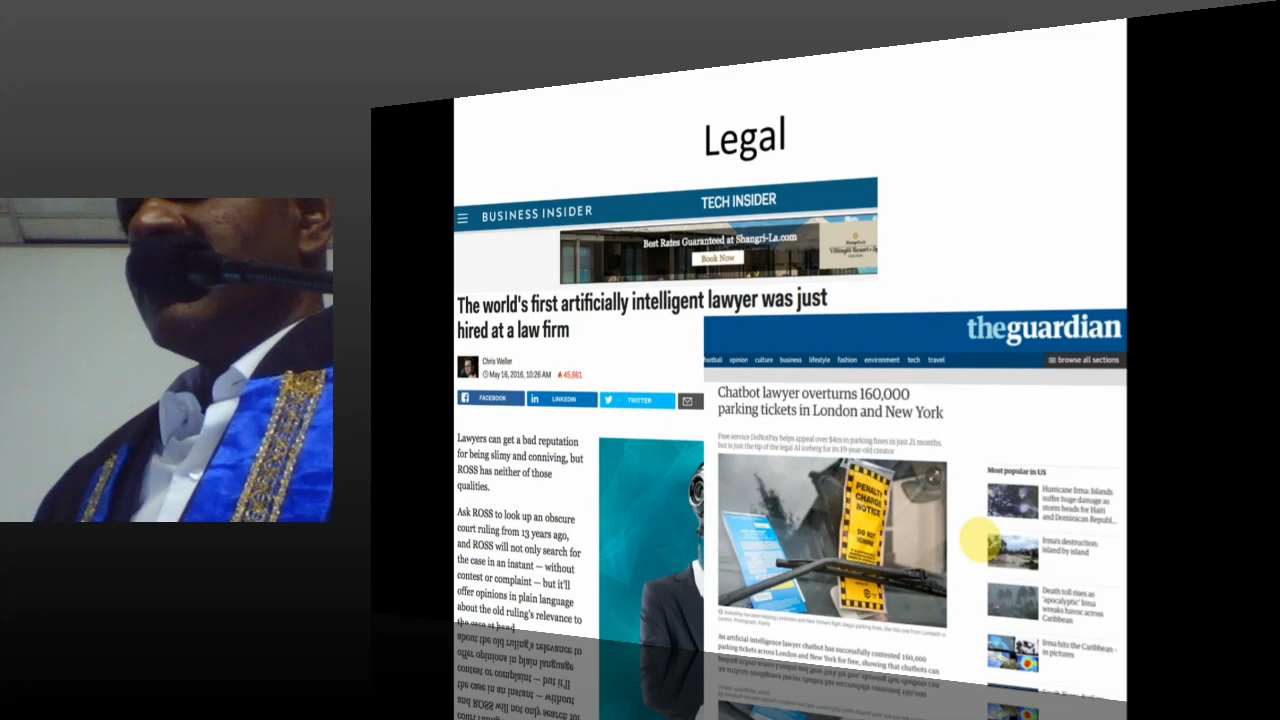 Legal
BUSINESS INSIDER
TECH INSIDER
Best Rates Guaranteed at Shangri-La.com
Book Now
The world's first artificially intelligent lawyer was just
hired at a law firm
Chris Weller
May 16, 2016, 10:26 AM 45,861
FACEBOOK
LINKEDIN
TWITTER
Lawyers can get a bad reputation
for being slimy and conniving, but
ROSS has neither of those
qualities.
Ask ROSS to look up an obscure
court ruling from 13 years ago,
and ROSS will not only search for
the case in an instant — without
contest or complaint — but it'll
offer opinions in plain language
about the old ruling's relevance to
the case at hand.
theguardian
football opinion culture business lifestyle fashion environment tech travel
browse all sections
Chatbot lawyer overturns 160,000
parking tickets in London and New York
Free service DoNotPay helps appeal over $4m in parking fines in just 21 months,
but is just the tip of the legal AI iceberg for its 19-year-old creator
PENALTY
CHARGE
NOTICE
DO NOT
IGNORE
An artificial-intelligence lawyer chatbot has successfully contested 160,000
parking tickets across London and New York for free, showing that chatbots can
Most popular in US
Hurricane Irma: Islands
suffer huge damage as
storm heads for Haiti
and Dominican Republ...
Irma's destruction:
island by island
Death toll rises as
'apocalyptic' Irma
wreaks havoc across
Caribbean
Irma hits the Caribbean -
in pictures